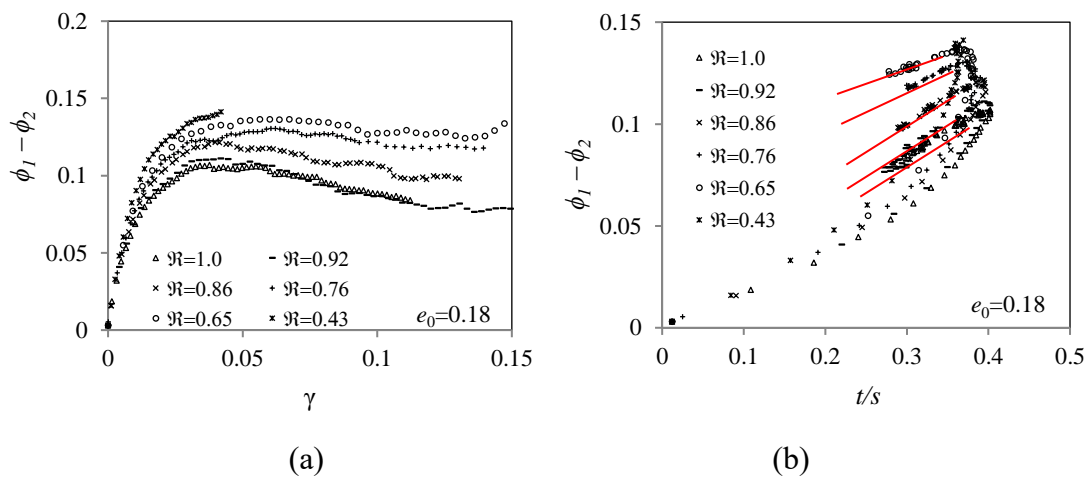 0.2
0.15
0.1
0.05
0
ϕ1 − ϕ2
ℜ=1.0 ℜ=0.92
ℜ=0.86 ℜ=0.76
ℜ=0.65 ℜ=0.43
e0=0.18
0 0.05 0.1 0.15
γ
(a)
0.15
0.1
0.05
0
ϕ1 − ϕ2
ℜ=1.0
ℜ=0.92
ℜ=0.86
ℜ=0.76
ℜ=0.65
ℜ=0.43
e0=0.18
0 0.1 0.2 0.3 0.4 0.5
t/s
(b)